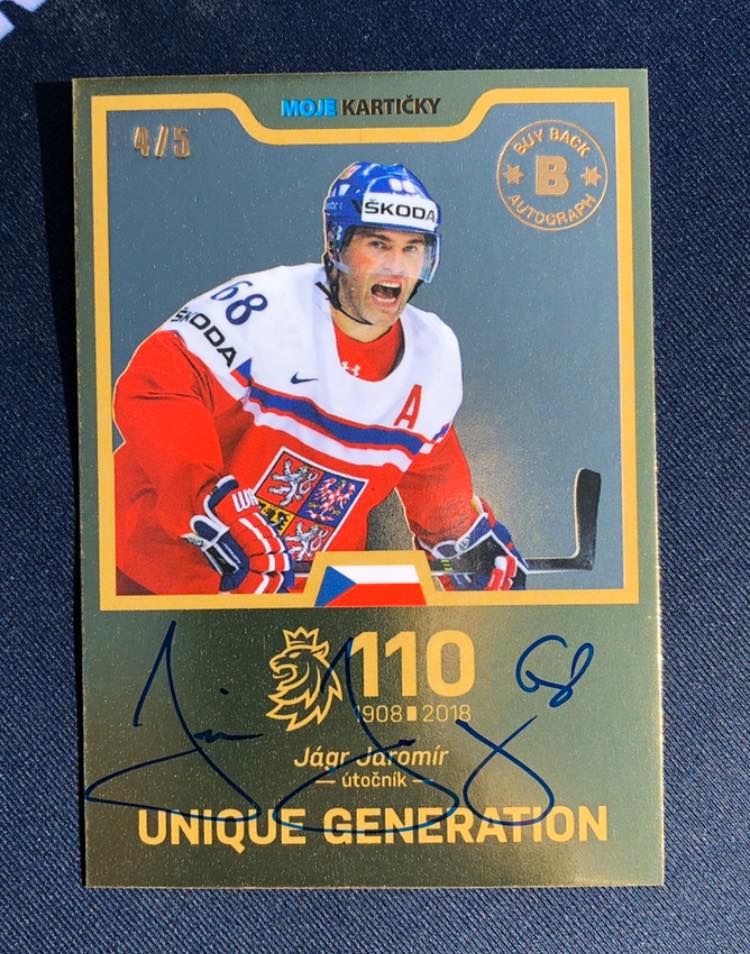 MOJE KARTIČKY
4/5
BUY BACK
B
AUTOGRAPH
ŠKODA
68
ŠKODA
A
110
1908 2018
68
Jágr Jaromír
— útočník —
UNIQUE GENERATION